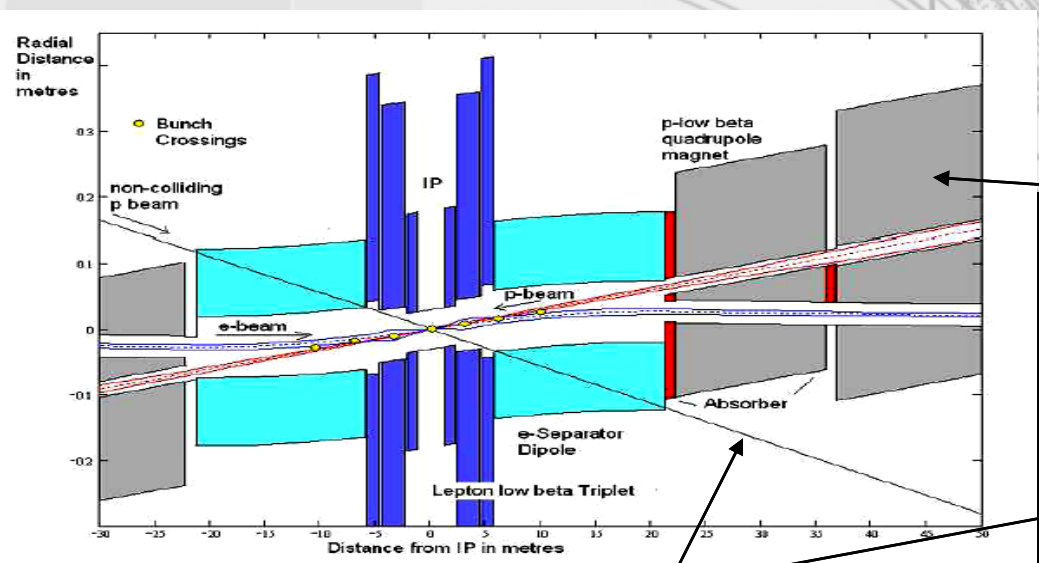 Radial
Distance
in
metres
Bunch
Crossings
p-low beta
quadrupole
magnet
IP
non-colliding
p beam
0.3
0.2
0.1
0
-0.1
-0.2
p-beam
e-beam
Absorber
e-Separator
Dipole
Lepton low beta Triplet
-30 -25 -20 -15 -10 -5 0 5 10 15 20 25 30 35 40 45 50
Distance from IP in metres